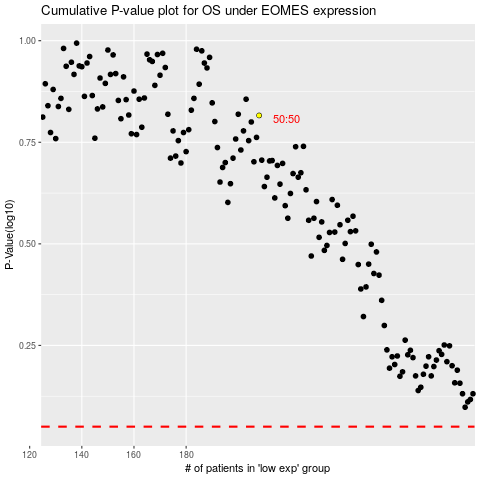 Cumulative P-value plot for OS under EOMES expression
P-Value(log10)
1.00
0.75
0.50
0.25
50:50
120 140 160 180
# of patients in 'low exp' group